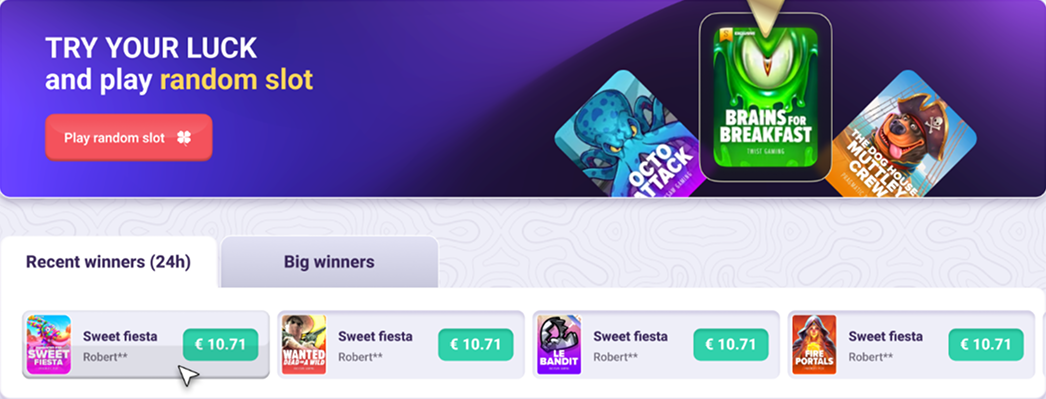 TRY YOUR LUCK
and play random slot
Play random slot
OCTO
ATTACK
BRAINS FOR
BREAKFAST
TWIST GAMING
THE DOG HOUSE
MUTTLEY
CREW
Recent winners (24h)
Big winners
SWEET
FIESTA
Sweet fiesta
Robert**
€ 10.71
WANTED
DEAD OR A WILD
Sweet fiesta
Robert**
€ 10.71
LE
BANDIT
Sweet fiesta
Robert**
€ 10.71
FIRE
PORTALS
Sweet fiesta
Robert**
€ 10.71